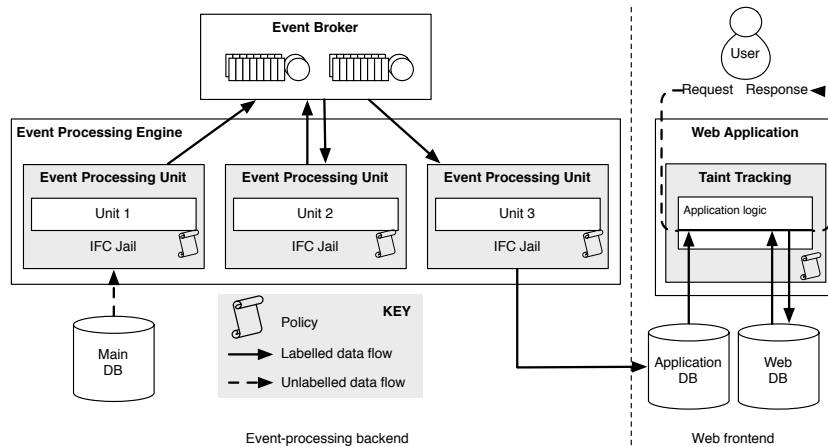 Event Broker
User
Request Response
Event Processing Engine
Web Application
Event Processing Unit
Event Processing Unit
Event Processing Unit
Taint Tracking
Unit 1
Unit 2
Unit 3
Application logic
IFC Jail
IFC Jail
IFC Jail
KEY
Policy
Labelled data flow
Unlabelled data flow
Main
DB
Application
DB
Web
DB
Event-processing backend
Web frontend